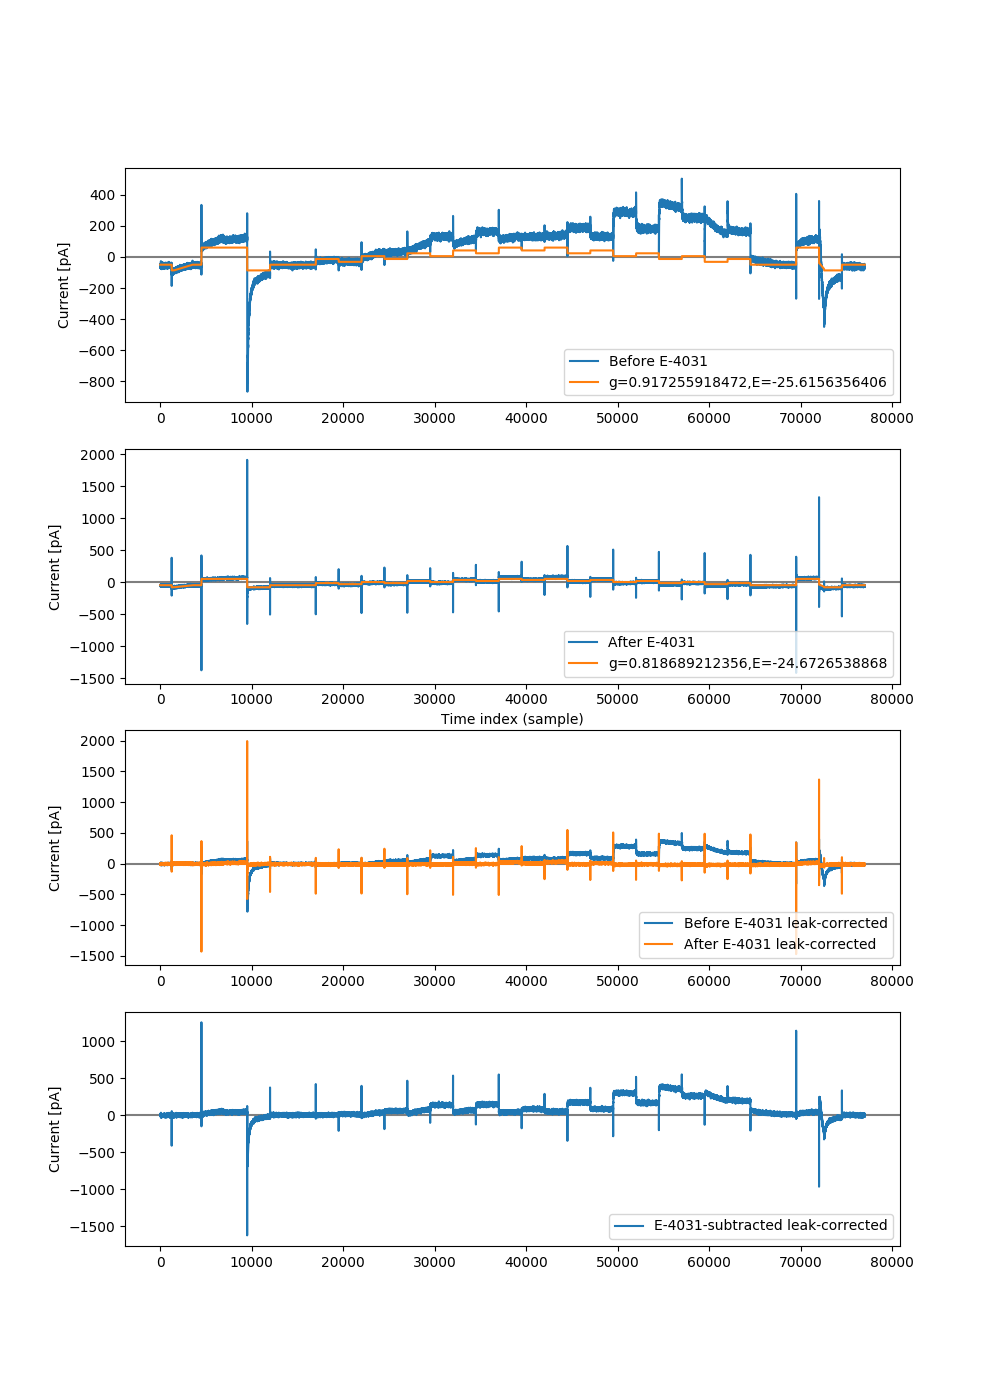 400
200
0
−200
−400
−600
−800
Current [pA]
Before E-4031
g=0.917255918472,E=-25.6156356406
0 10000 20000 30000 40000 50000 60000 70000 80000
2000
1500
1000
500
0
−500
−1000
−1500
Current [pA]
After E-4031
g=0.818689212356,E=-24.6726538868
0 10000 20000 30000 40000 50000 60000 70000 80000
Time index (sample)
2000
1500
1000
500
0
−500
−1000
−1500
Current [pA]
Before E-4031 leak-corrected
After E-4031 leak-corrected
0 10000 20000 30000 40000 50000 60000 70000 80000
1000
500
0
−500
−1000
−1500
Current [pA]
E-4031-subtracted leak-corrected
0 10000 20000 30000 40000 50000 60000 70000 80000